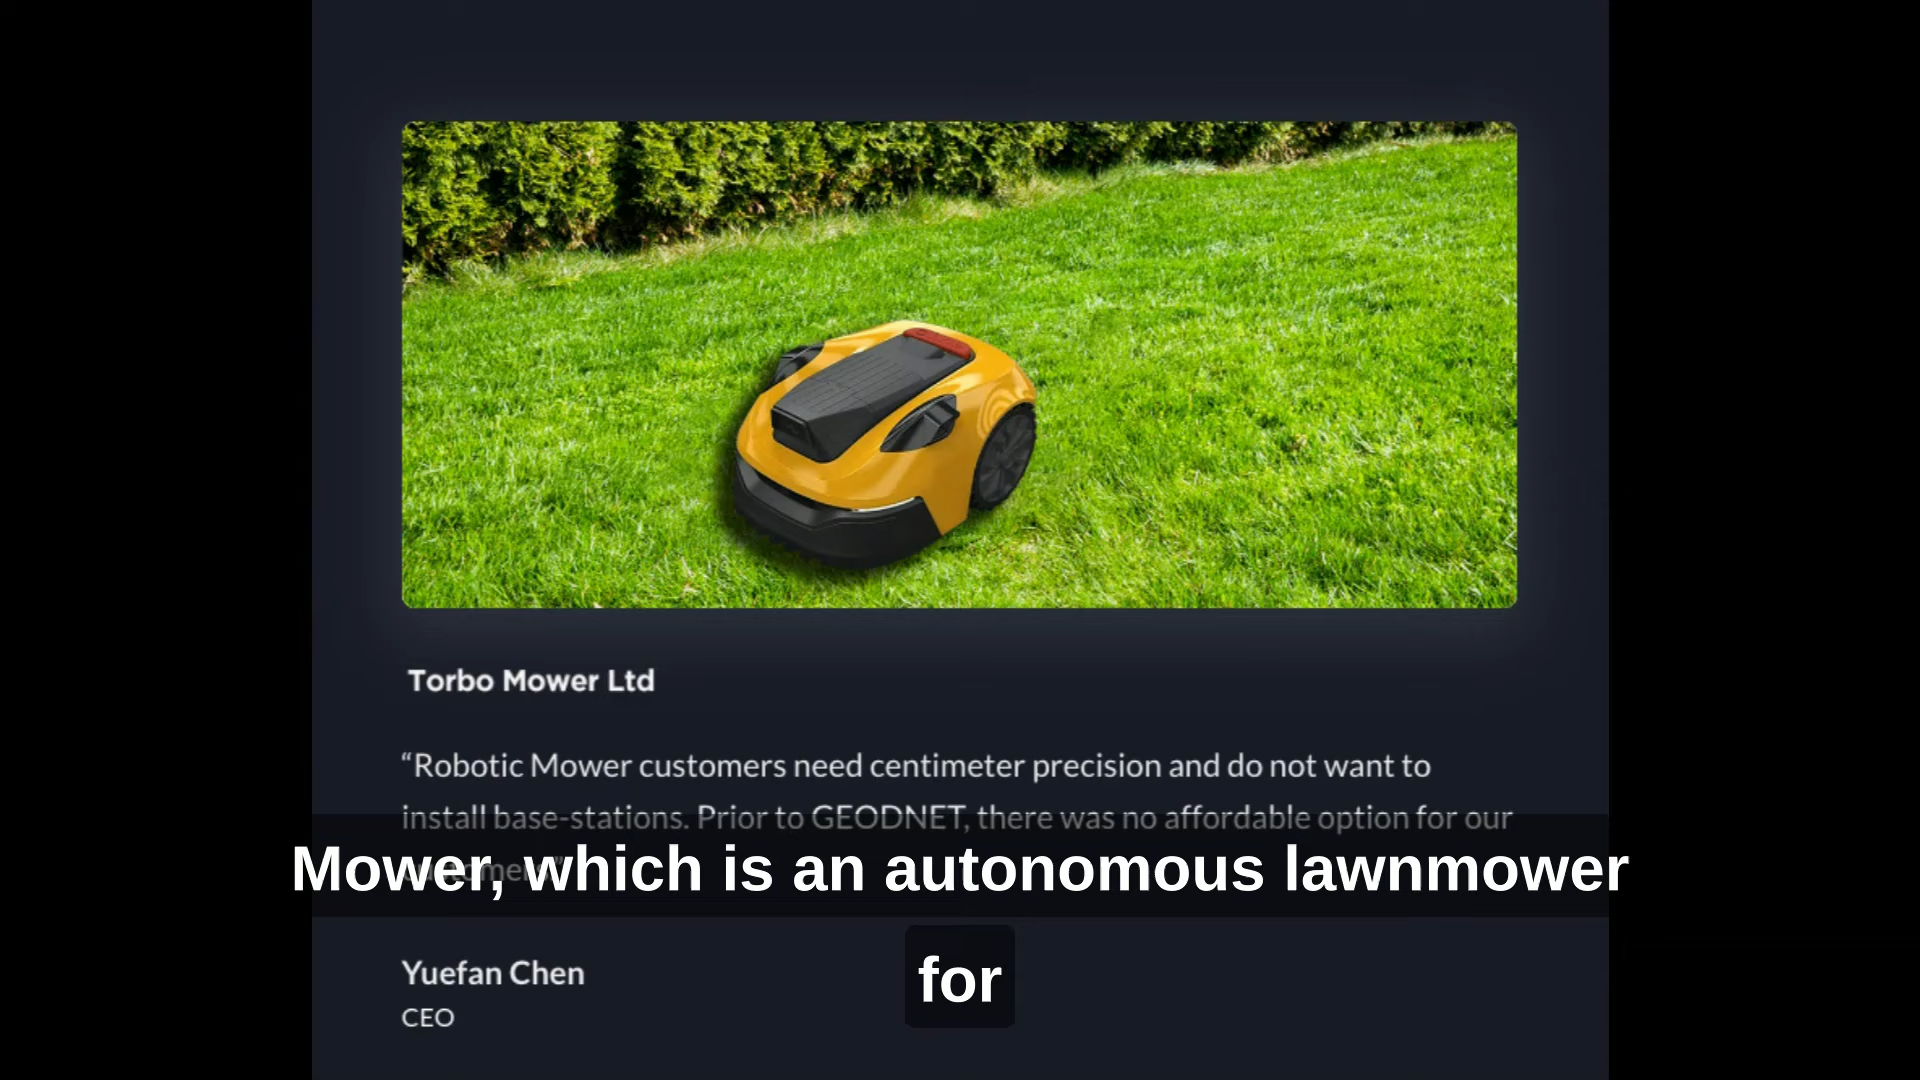 Torbo Mower Ltd
“Robotic Mower customers need centimeter precision and do not want to
install base-stations. Prior to GEODNET, there was no affordable option for our
customers.”
Mower, which is an autonomous lawnmower
for
Yuefan Chen
CEO